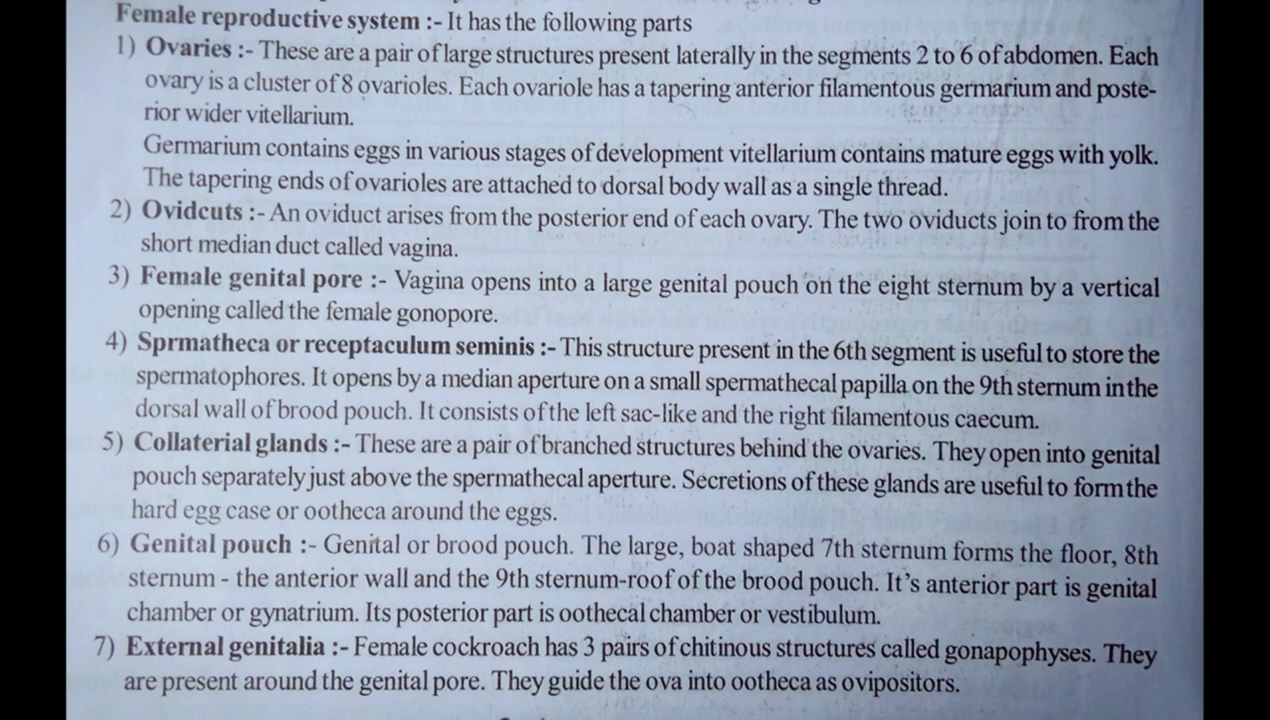 Female reproductive system :- It has the following parts
1) Ovaries :- These are a pair of large structures present laterally in the segments 2 to 6 of abdomen. Each
ovary is a cluster of 8 ovarioles. Each ovariole has a tapering anterior filamentous germarium and poste-
rior wider vitellarium.
Germarium contains eggs in various stages of development vitellarium contains mature eggs with yolk.
The tapering ends of ovarioles are attached to dorsal body wall as a single thread.
2) Ovidcuts :- An oviduct arises from the posterior end of each ovary. The two oviducts join to from the
short median duct called vagina.
3) Female genital pore :- Vagina opens into a large genital pouch on the eight sternum by a vertical
opening called the female gonopore.
4) Sprmatheca or receptaculum seminis :- This structure present in the 6th segment is useful to store the
spermatophores. It opens by a median aperture on a small spermathecal papilla on the 9th sternum in the
dorsal wall of brood pouch. It consists of the left sac-like and the right filamentous caecum.
5) Collaterial glands :- These are a pair of branched structures behind the ovaries. They open into genital
pouch separately just above the spermathecal aperture. Secretions of these glands are useful to form the
hard egg case or ootheca around the eggs.
6) Genital pouch :- Genital or brood pouch. The large, boat shaped 7th sternum forms the floor, 8th
sternum - the anterior wall and the 9th sternum-roof of the brood pouch. It's anterior part is genital
chamber or gynatrium. Its posterior part is oothecal chamber or vestibulum.
7) External genitalia :- Female cockroach has 3 pairs of chitinous structures called gonapophyses. They
are present around the genital pore. They guide the ova into ootheca as ovipositors.